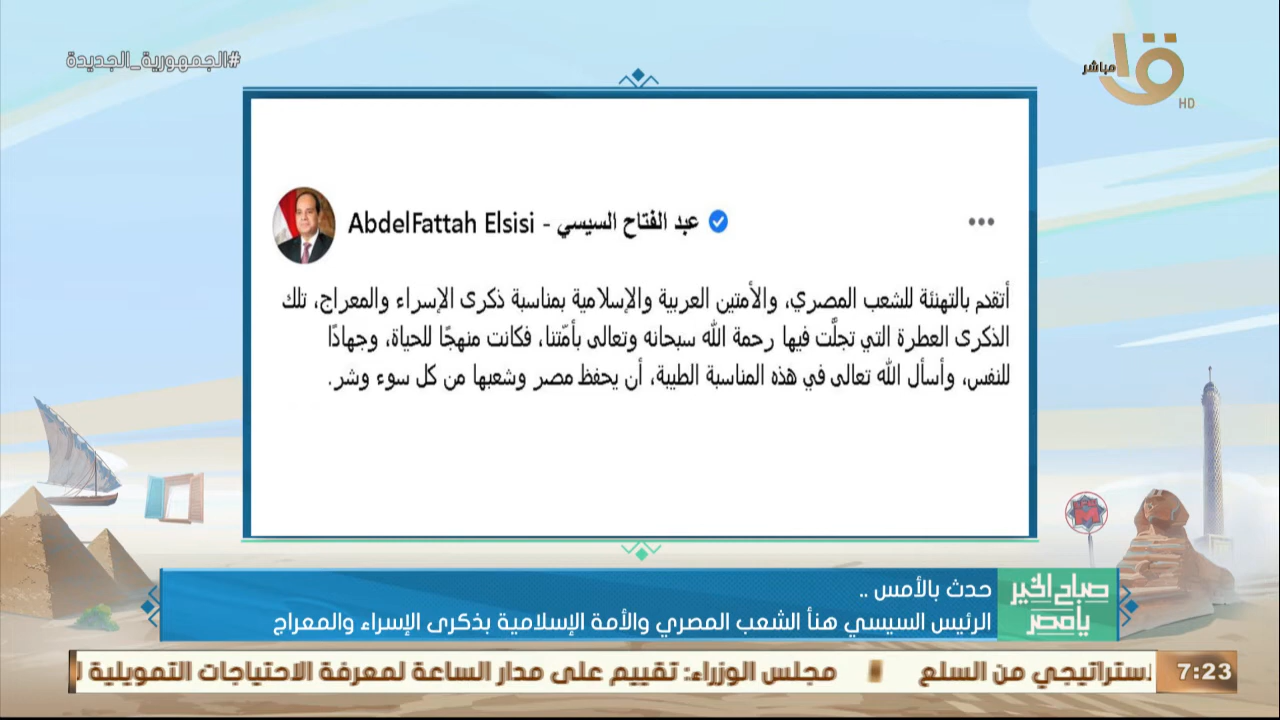 #الجمهورية_الجديدة
مباشر
HD
AbdelFattah Elsisi - عبد الفتاح السيسي
أتقدم بالتهنئة للشعب المصري، والأمتين العربية والإسلامية بمناسبة ذكرى الإسراء والمعراج، تلك
الذكرى العطرة التي تجلَّت فيها رحمة الله سبحانه وتعالى بأمّتنا، فكانت منهجًا للحياة، وجهادًا
للنفس، وأسأل الله تعالى في هذه المناسبة الطيبة، أن يحفظ مصر وشعبها من كل سوء وشر.
صباح الخير
يا مصر
حدث بالأمس ..
الرئيس السيسي هنأ الشعب المصري والأمة الإسلامية بذكرى الإسراء والمعراج
من السلع
مجلس الوزراء: تقييم على مدار الساعة لمعرفة الاحتياجات التمويلية
7:23